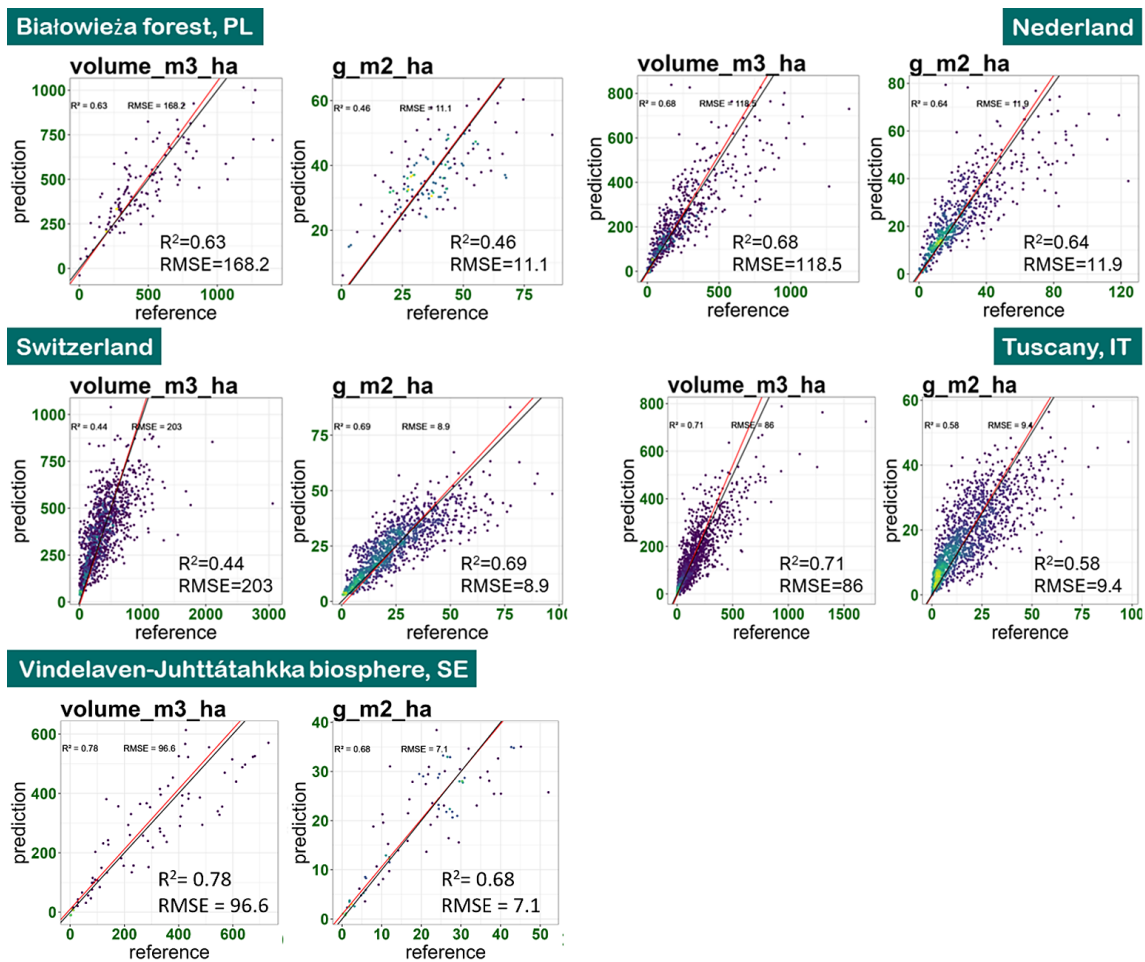 Białowieża forest, PL
volume_m3_ha
R² = 0.63 RMSE = 168.2
1000
750
500
250
0
prediction
R²=0.63
RMSE=168.2
0 500 1000
reference
g_m2_ha
R² = 0.46 RMSE = 11.1
60
40
20
prediction
R²=0.46
RMSE=11.1
0 25 50 75
reference
Nederland
volume_m3_ha
R² = 0.68 RMSE = 118.5
800
600
400
200
0
prediction
R²=0.68
RMSE=118.5
0 500 1000
reference
g_m2_ha
R² = 0.64 RMSE = 11.9
80
60
40
20
0
prediction
R²=0.64
RMSE=11.9
0 40 80 120
reference
Switzerland
volume_m3_ha
R² = 0.44 RMSE = 203
1000
750
500
250
0
prediction
R²=0.44
RMSE=203
0 1000 2000 3000
reference
g_m2_ha
R² = 0.69 RMSE = 8.9
75
50
25
0
prediction
R²=0.69
RMSE=8.9
0 25 50 75 100
reference
Tuscany, IT
volume_m3_ha
R² = 0.71 RMSE = 86
800
600
400
200
0
prediction
R²=0.71
RMSE=86
0 500 1000 1500
reference
g_m2_ha
R² = 0.58 RMSE = 9.4
60
40
20
0
prediction
R²=0.58
RMSE=9.4
0 25 50 75 100
reference
Vindelaven-Juhttátahkka biosphere, SE
volume_m3_ha
R² = 0.78 RMSE = 96.6
600
400
200
0
prediction
R²= 0.78
RMSE = 96.6
0 200 400 600
reference
g_m2_ha
R² = 0.68 RMSE = 7.1
40
30
20
10
0
prediction
R²= 0.68
RMSE = 7.1
0 10 20 30 40 50
reference